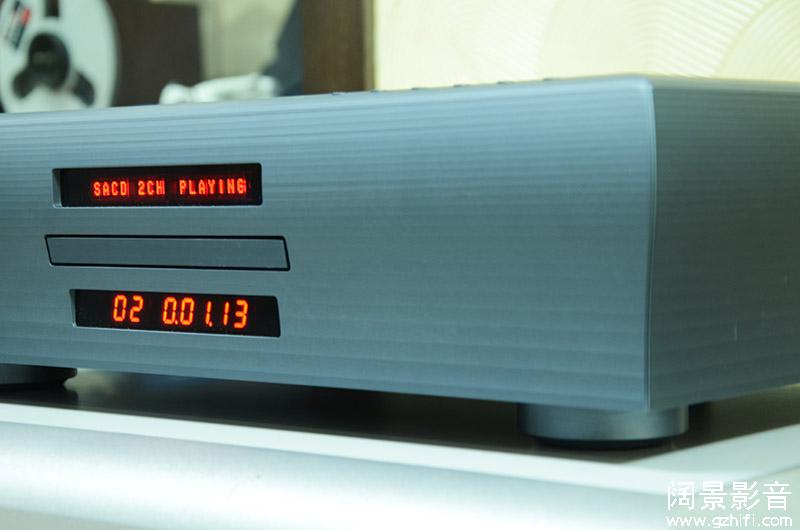 SACD 2CH PLAYING
02 0.01.13
阔景影音
www.gzhifi.com